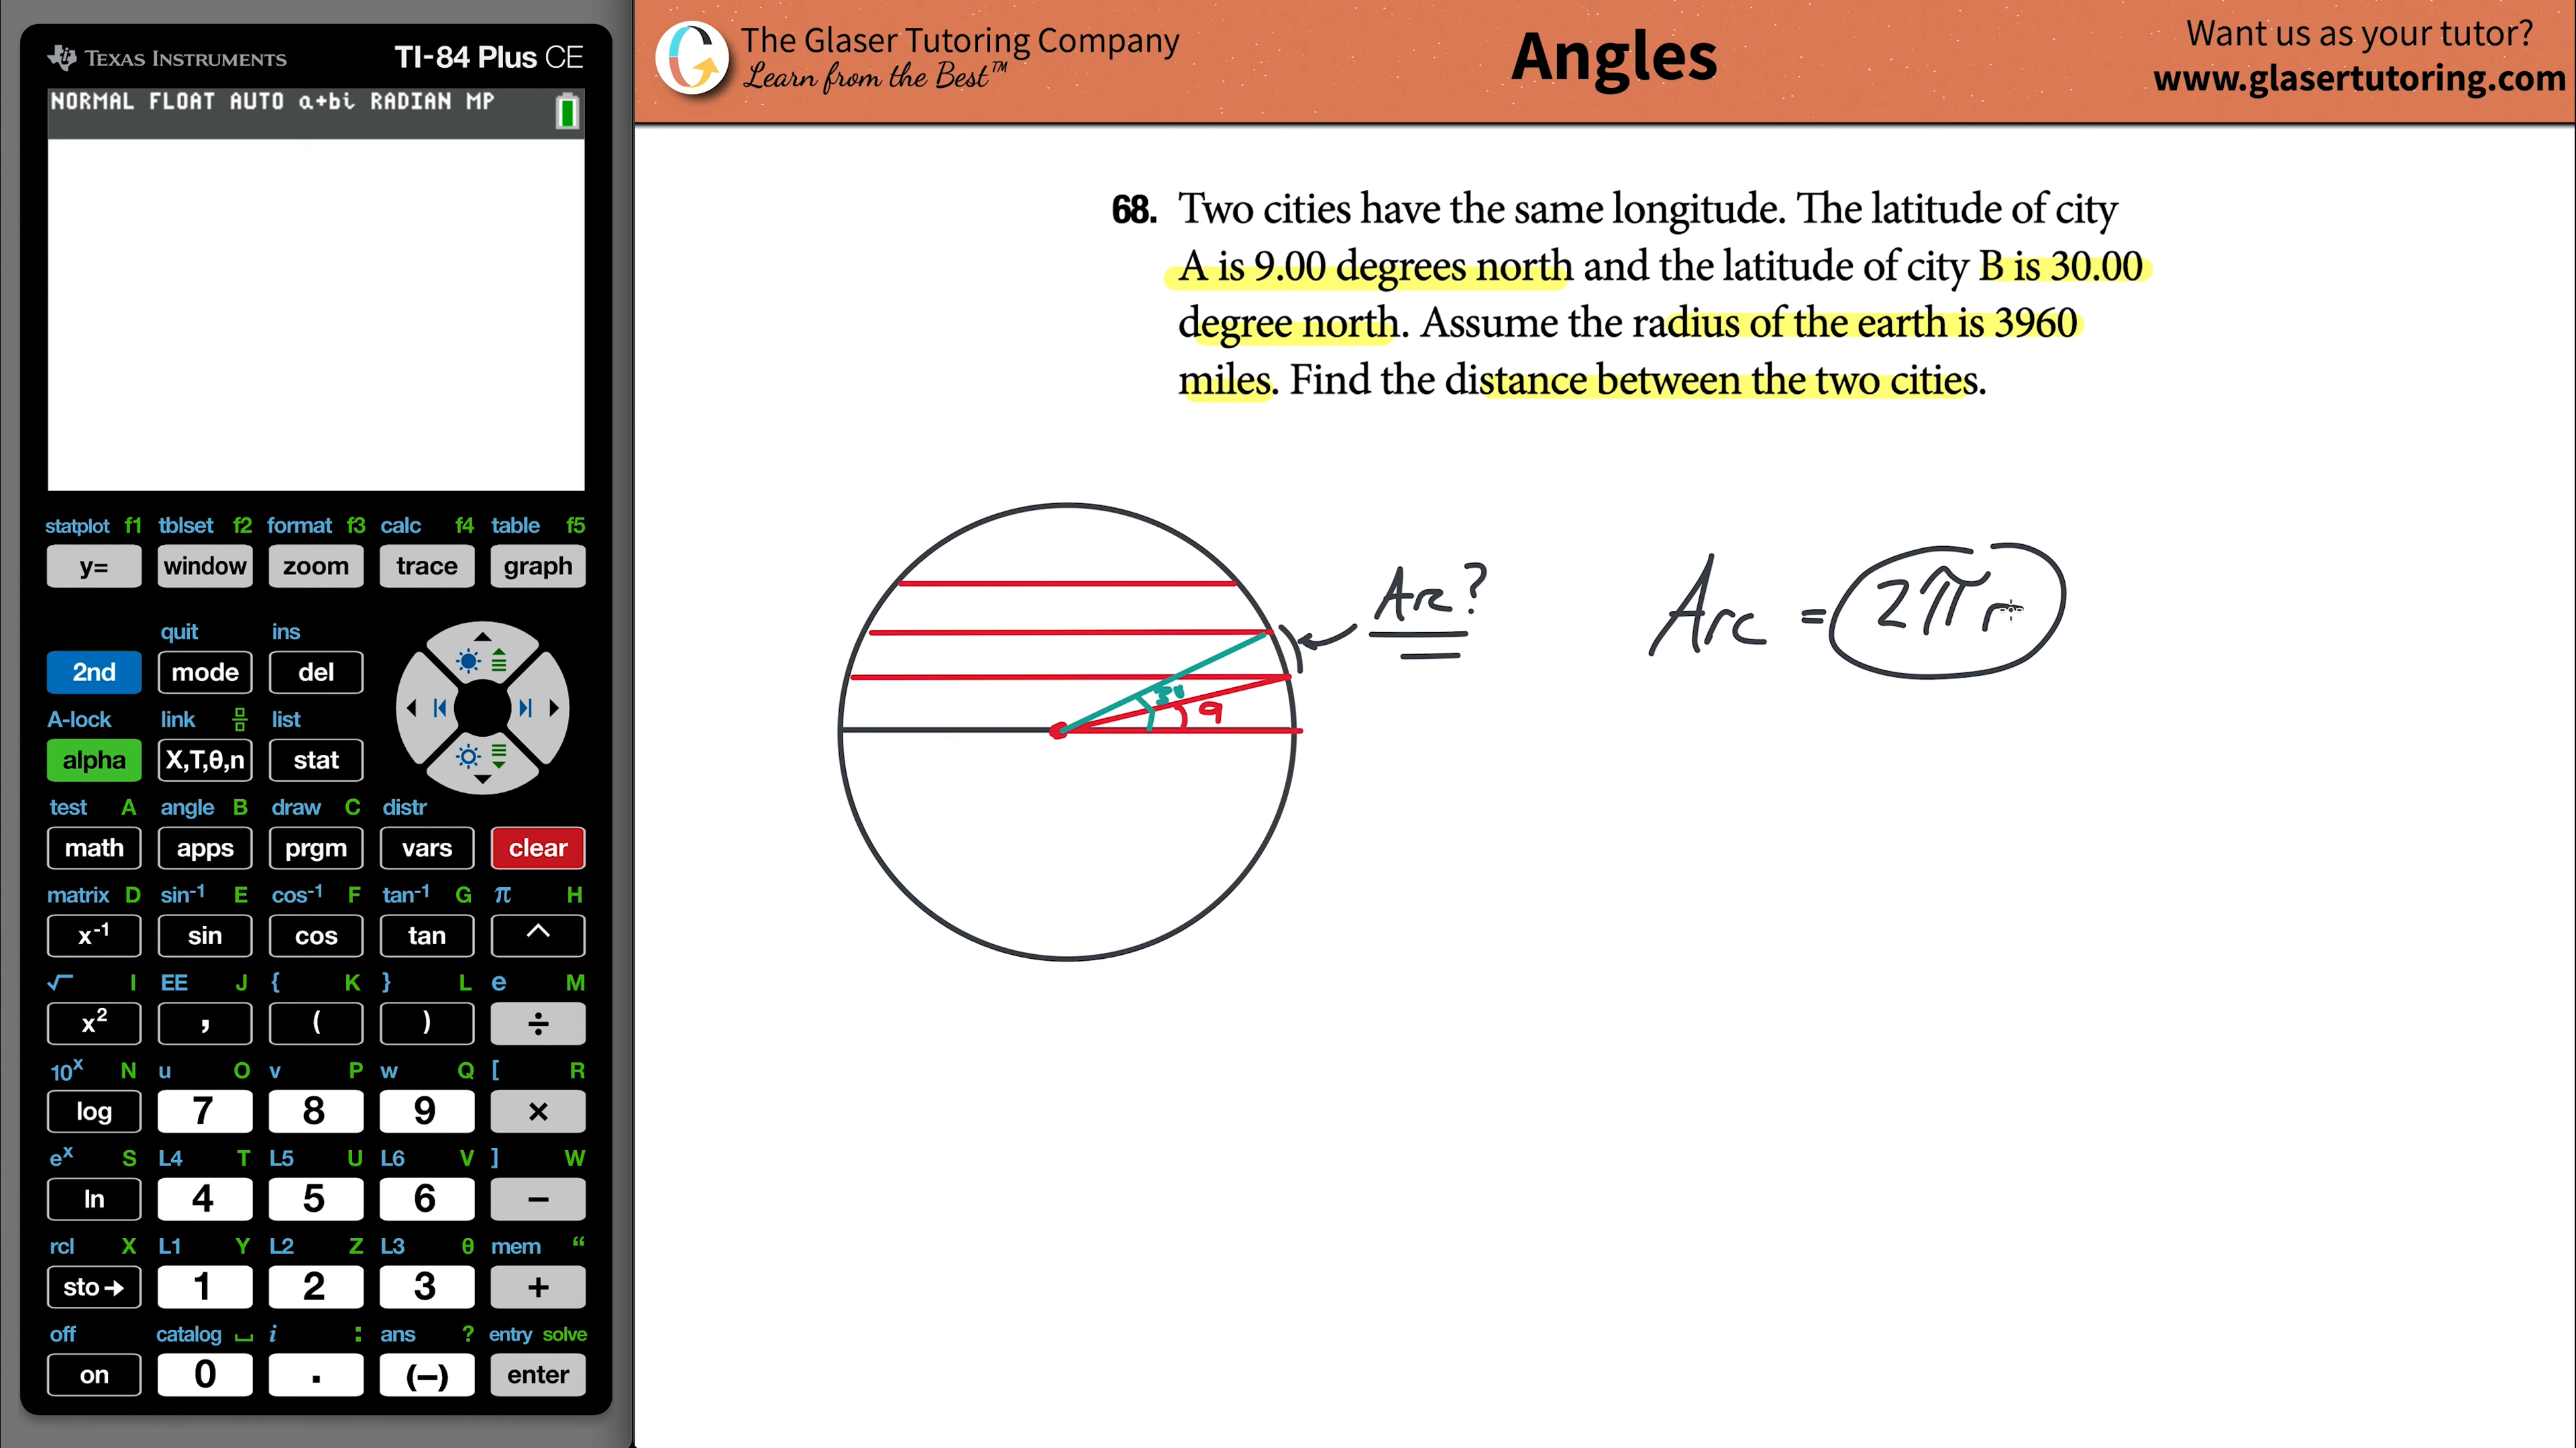 TEXAS INSTRUMENTS TI-84 Plus CE
NORMAL FLOAT AUTO a+bi RADIAN MP
statplot f1 tblset f2 format f3 calc f4 table f5
y= window zoom trace graph
quit ins
2nd mode del
A-lock link list
alpha X,T,θ,n stat
test A angle B draw C distr
math apps prgm vars clear
matrix D sin⁻¹ E cos⁻¹ F tan⁻¹ G π H
x⁻¹ sin cos tan ^
√ I EE J { K } L e M
x² , ( ) ÷
10ˣ N u O v P w Q [ R
log 7 8 9 ×
eˣ S L4 T L5 U L6 V ] W
ln 4 5 6 −
rcl X L1 Y L2 Z L3 θ mem “
sto→ 1 2 3 +
off catalog i : ans ? entry solve
on 0 . (−) enter
The Glaser Tutoring Company
Learn from the Best™
Angles
Want us as your tutor?
www.glasertutoring.com
68. Two cities have the same longitude. The latitude of city
A is 9.00 degrees north and the latitude of city B is 30.00
degree north. Assume the radius of the earth is 3960
miles. Find the distance between the two cities.
Arc?
30
9
Arc = 2πr